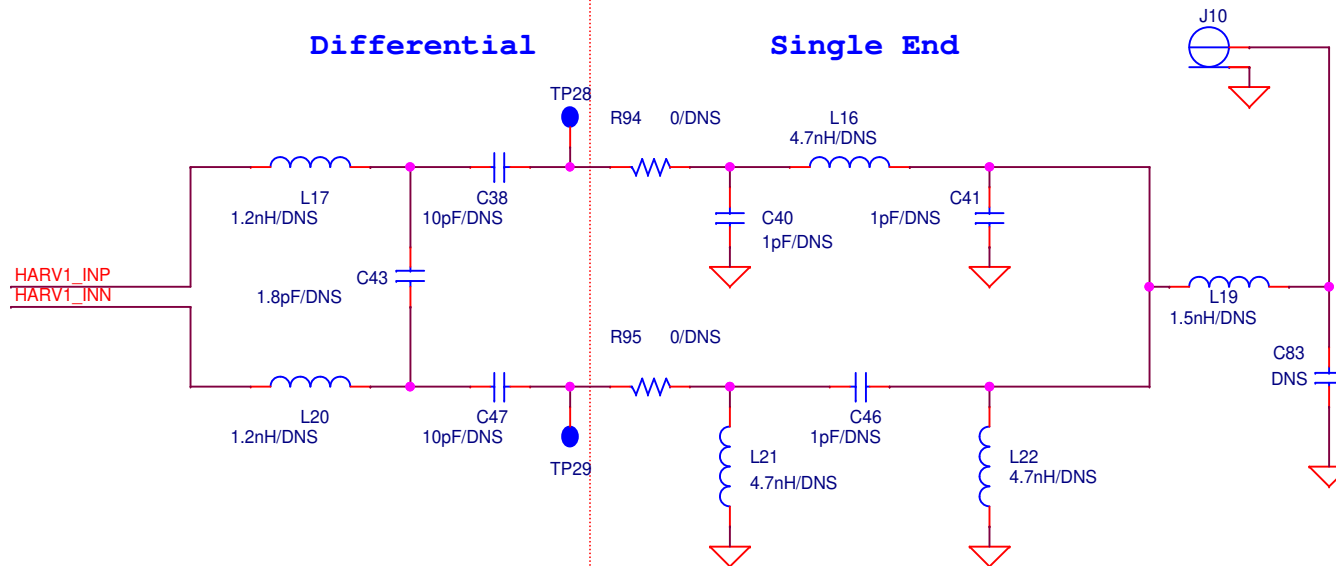 J10
Differential
Single End
TP28
R94 0/DNS
L16
4.7nH/DNS
L17
1.2nH/DNS
C38
10pF/DNS
C40
1pF/DNS
C41
1pF/DNS
HARV1_INP
HARV1_INN
C43
1.8pF/DNS
L19
1.5nH/DNS
R95 0/DNS
C83
DNS
L20
1.2nH/DNS
C47
10pF/DNS
C46
1pF/DNS
TP29
L21
4.7nH/DNS
L22
4.7nH/DNS